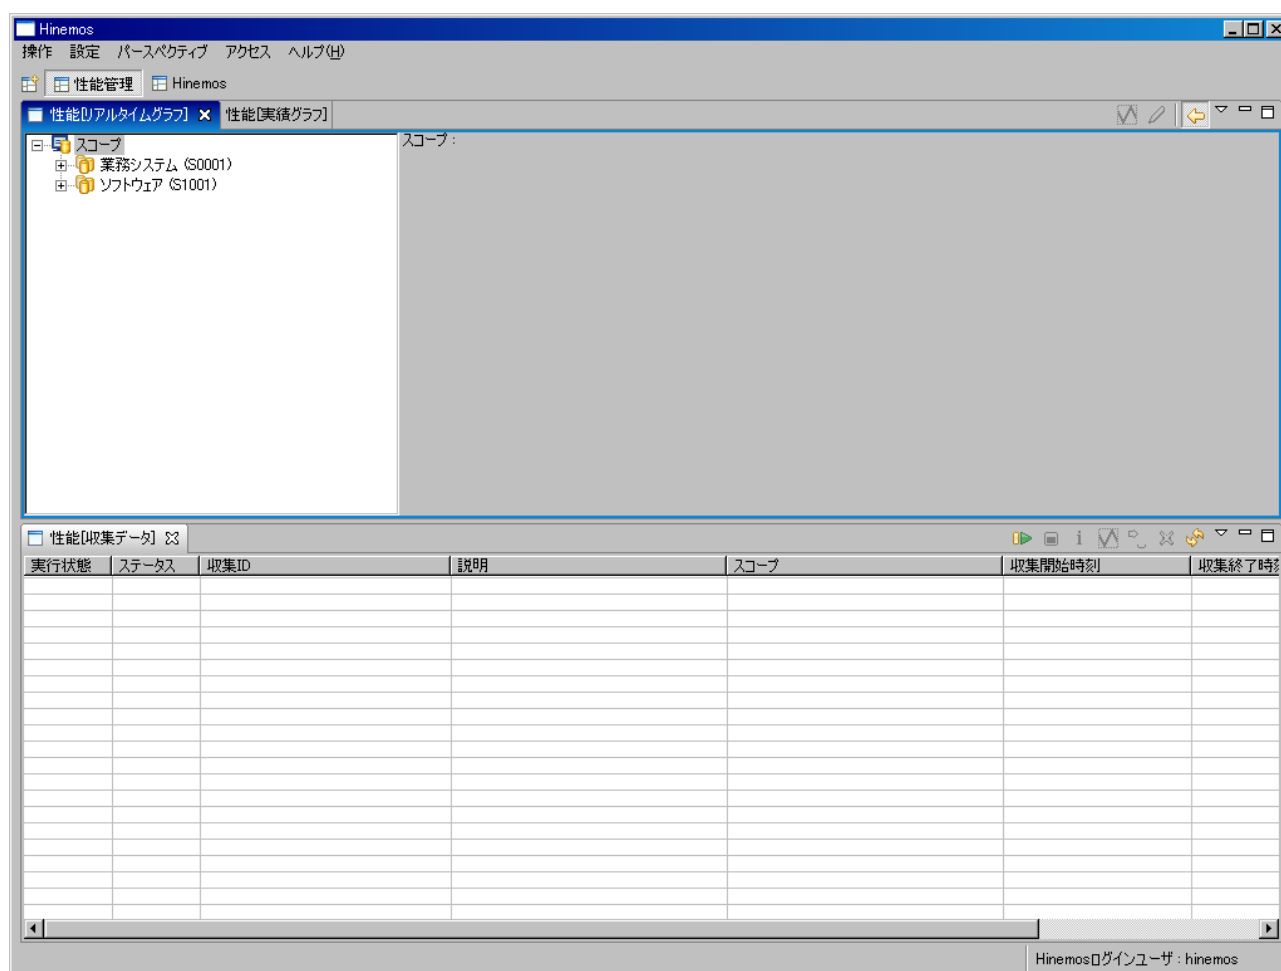 Hinemos
操作 設定 パースペクティブ アクセス ヘルプ(H)
性能管理 Hinemos
性能[リアルタイムグラフ] 性能[実績グラフ]
スコープ
スコープ :
業務システム (S0001)
ソフトウェア (S1001)
性能[収集データ]
実行状態 ステータス 収集ID 説明 スコープ 収集開始時刻 収集終了時刻
Hinemosログインユーザ : hinemos